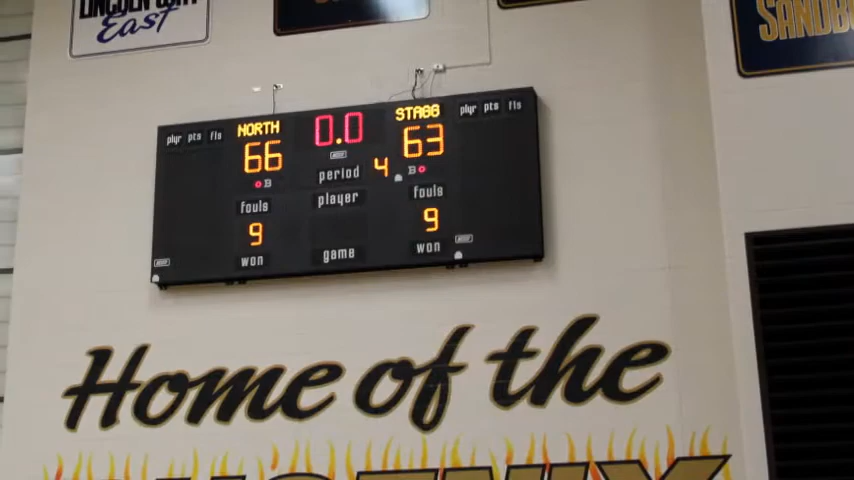 LINCOLN-WAY
East
SANDBU
NORTH 0.0 STAGG
plyr pts fls plyr pts fls
66 63
period 4
B B
fouls player fouls
9 9
won game won
Home of the
PHOENIX